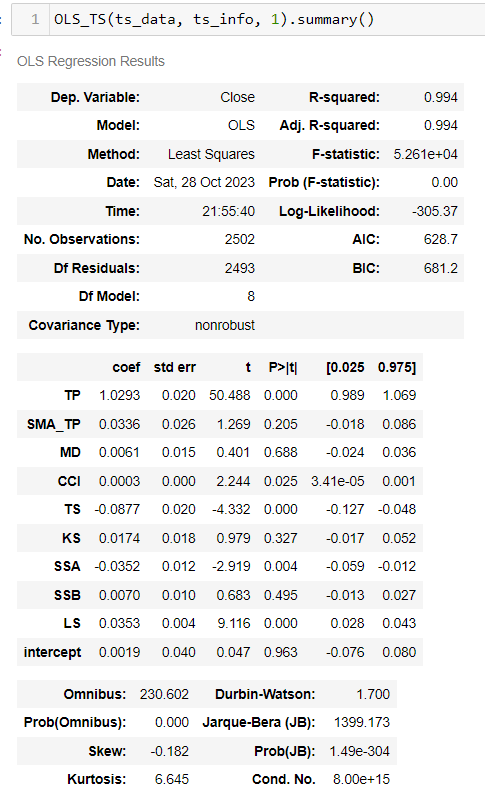 1 OLS_TS(ts_data, ts_info, 1).summary()
OLS Regression Results
Dep. Variable: Close R-squared: 0.994
Model: OLS Adj. R-squared: 0.994
Method: Least Squares F-statistic: 5.261e+04
Date: Sat, 28 Oct 2023 Prob (F-statistic): 0.00
Time: 21:55:40 Log-Likelihood: -305.37
No. Observations: 2502 AIC: 628.7
Df Residuals: 2493 BIC: 681.2
Df Model: 8
Covariance Type: nonrobust
coef std err t P>|t| [0.025 0.975]
TP 1.0293 0.020 50.488 0.000 0.989 1.069
SMA_TP 0.0336 0.026 1.269 0.205 -0.018 0.086
MD 0.0061 0.015 0.401 0.688 -0.024 0.036
CCI 0.0003 0.000 2.244 0.025 3.41e-05 0.001
TS -0.0877 0.020 -4.332 0.000 -0.127 -0.048
KS 0.0174 0.018 0.979 0.327 -0.017 0.052
SSA -0.0352 0.012 -2.919 0.004 -0.059 -0.012
SSB 0.0070 0.010 0.683 0.495 -0.013 0.027
LS 0.0353 0.004 9.116 0.000 0.028 0.043
intercept 0.0019 0.040 0.047 0.963 -0.076 0.080
Omnibus: 230.602 Durbin-Watson: 1.700
Prob(Omnibus): 0.000 Jarque-Bera (JB): 1399.173
Skew: -0.182 Prob(JB): 1.49e-304
Kurtosis: 6.645 Cond. No. 8.00e+15